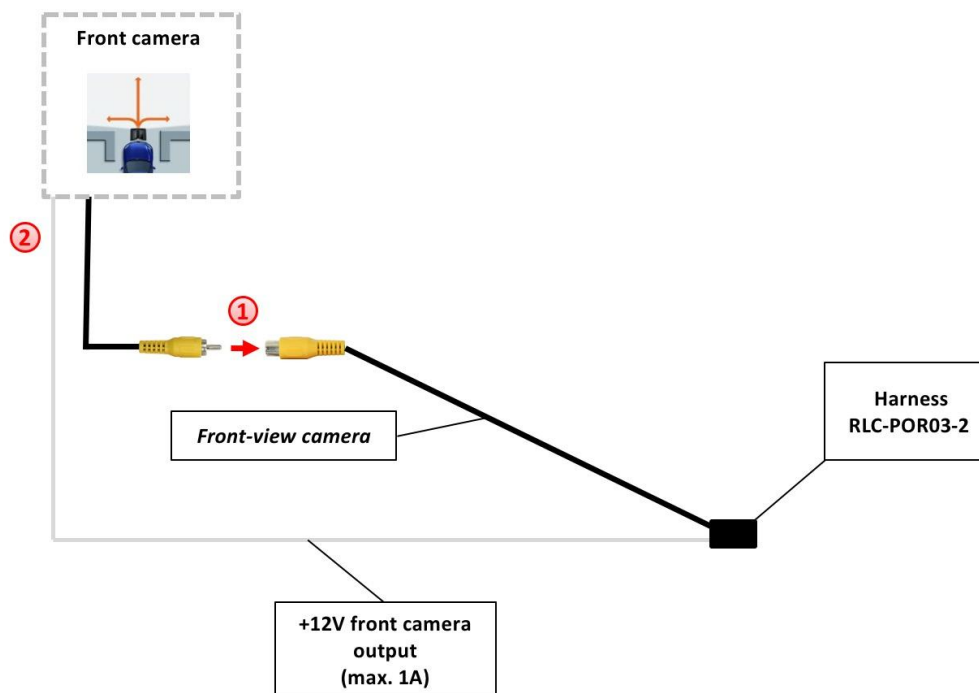 Front camera
2
1
Front-view camera
Harness
RLC-POR03-2
+12V front camera
output
(max. 1A)